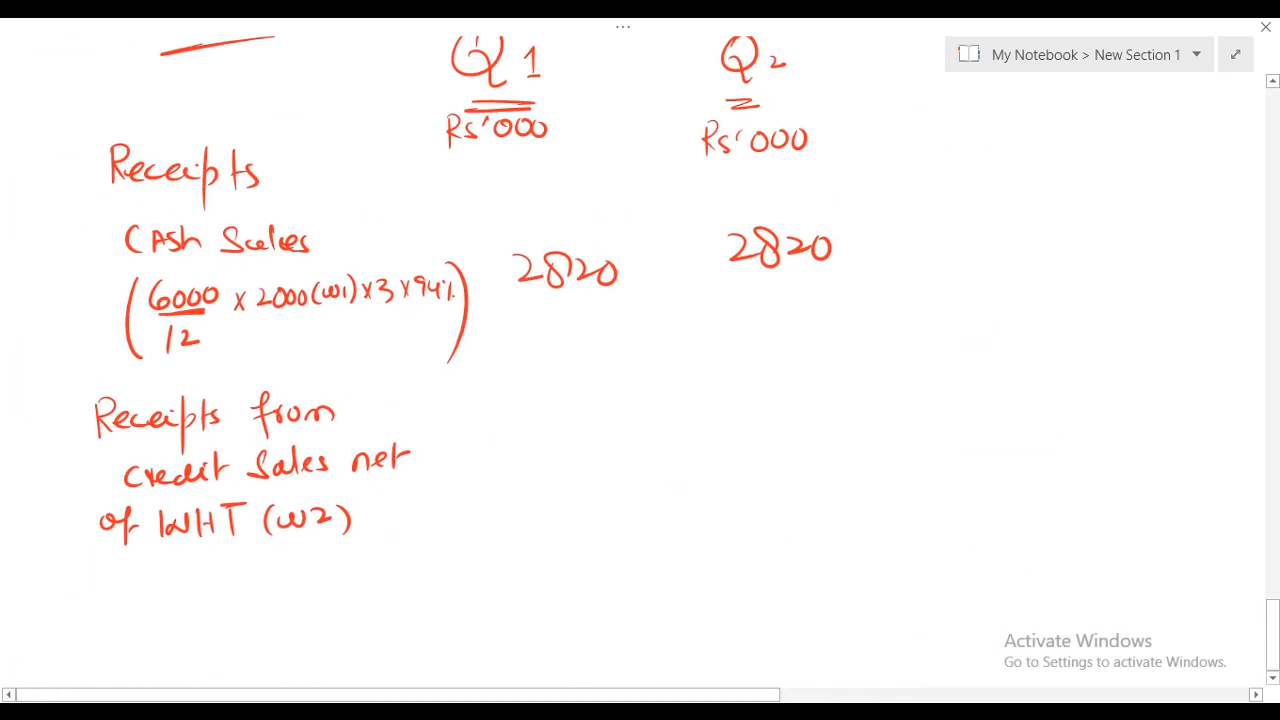 ...
My Notebook > New Section 1
Q1 Q2
Rs'000 Rs'000
Receipts
CAsh Sales 2820
(6000/12 × 2000(W1)×3×94%) 2820
Receipts from
credit Sales net
of WHT (W2)
Activate Windows
Go to Settings to activate Windows.